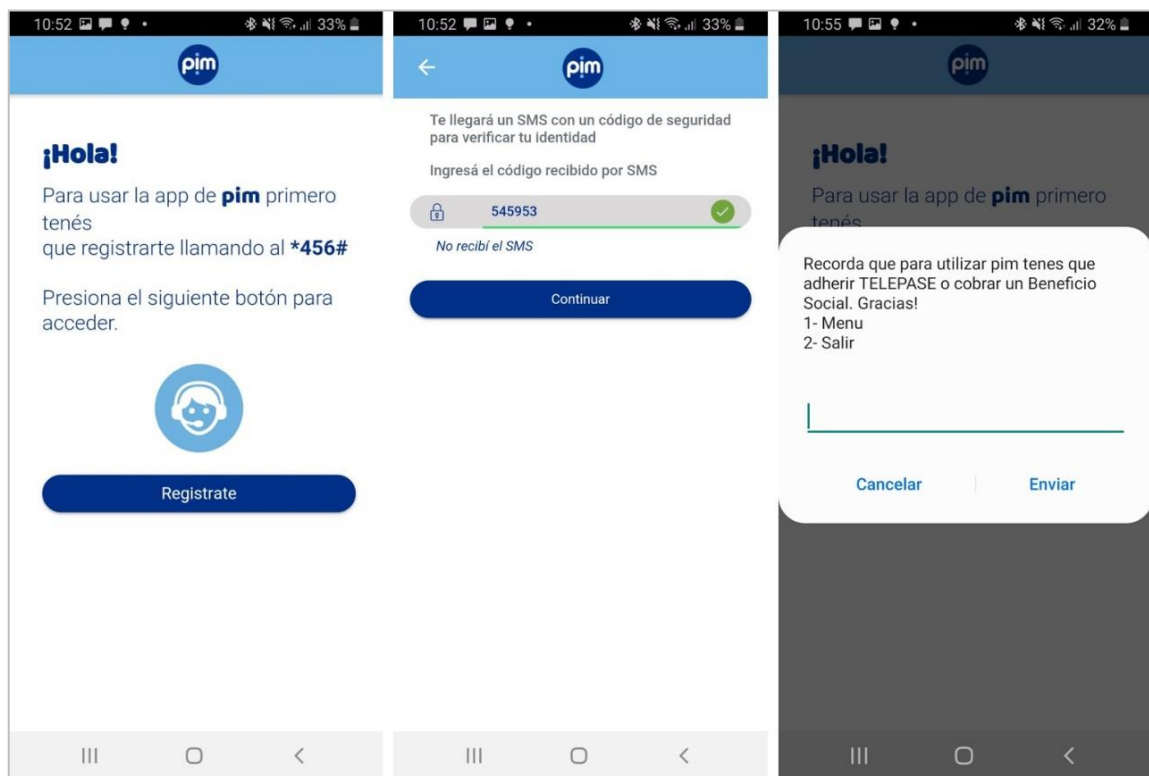 10:52
33%
pim
¡Hola!
Para usar la app de pim primero
tenés
que registrarte llamando al *456#
Presiona el siguiente botón para
acceder.
Registrate
10:52
33%
pim
Te llegará un SMS con un código de seguridad
para verificar tu identidad
Ingresá el código recibido por SMS
545953
No recibí el SMS
Continuar
10:55
32%
pim
¡Hola!
Para usar la app de pim primero
tenés
Recorda que para utilizar pim tenes que
adherir TELEPASE o cobrar un Beneficio
Social. Gracias!
1- Menu
2- Salir
Cancelar
Enviar